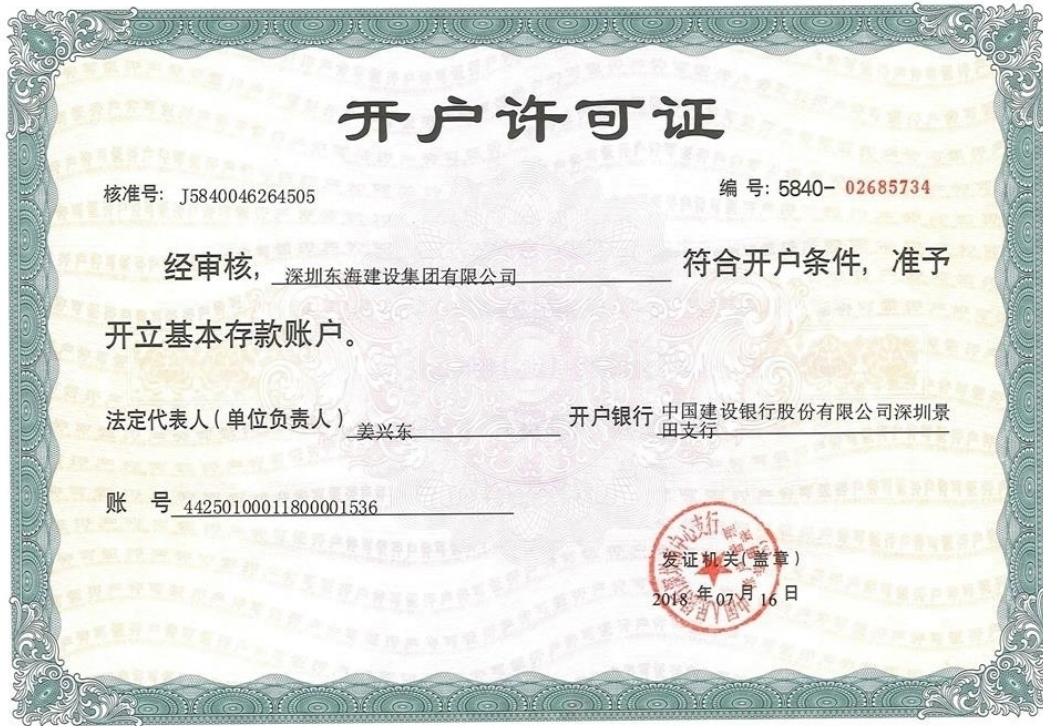 开户许可证
核准号: J5840046264505
编 号: 5840- 02685734
经审核, 深圳东海建设集团有限公司 符合开户条件, 准予
开立基本存款账户。
法定代表人(单位负责人) 姜兴东
开户银行 中国建设银行股份有限公司深圳景
田支行
账 号 44250100011800001536
发证机关(盖章)
2018 年 07 月 16 日